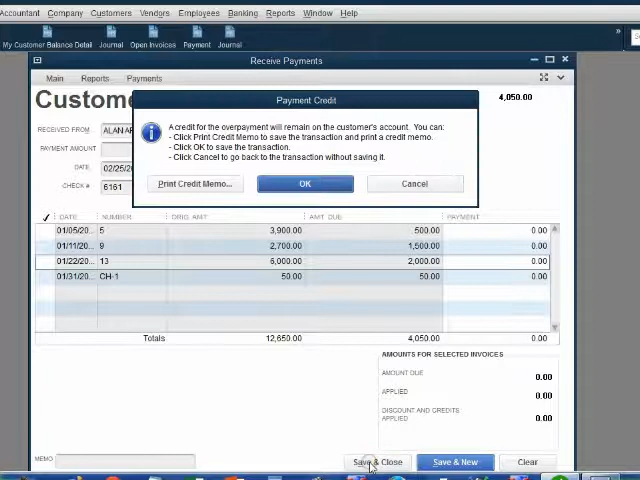 Accountant Company Customers Vendors Employees Banking Reports Window Help
My Customer Balance Detail Journal Open Invoices Payment Journal
Receive Payments
Main Reports Payments
Custome
4,050.00
Payment Credit
A credit for the overpayment will remain on the customer's account. You can:
- Click Print Credit Memo to save the transaction and print a credit memo.
- Click OK to save the transaction.
- Click Cancel to go back to the transaction without saving it.
Print Credit Memo... OK Cancel
RECEIVED FROM ALAN AR
PAYMENT AMOUNT
DATE 02/25/20
CHECK # 6161
DATE NUMBER ORIG. AMT. AMT. DUE PAYMENT
01/05/20... 5 3,900.00 500.00 0.00
01/11/20... 9 2,700.00 1,500.00 0.00
01/22/20... 13 6,000.00 2,000.00 0.00
01/31/20... CH-1 50.00 50.00 0.00
Totals 12,650.00 4,050.00 0.00
AMOUNTS FOR SELECTED INVOICES
AMOUNT DUE 0.00
APPLIED 0.00
DISCOUNT AND CREDITS APPLIED 0.00
MEMO
Save & Close Save & New Clear